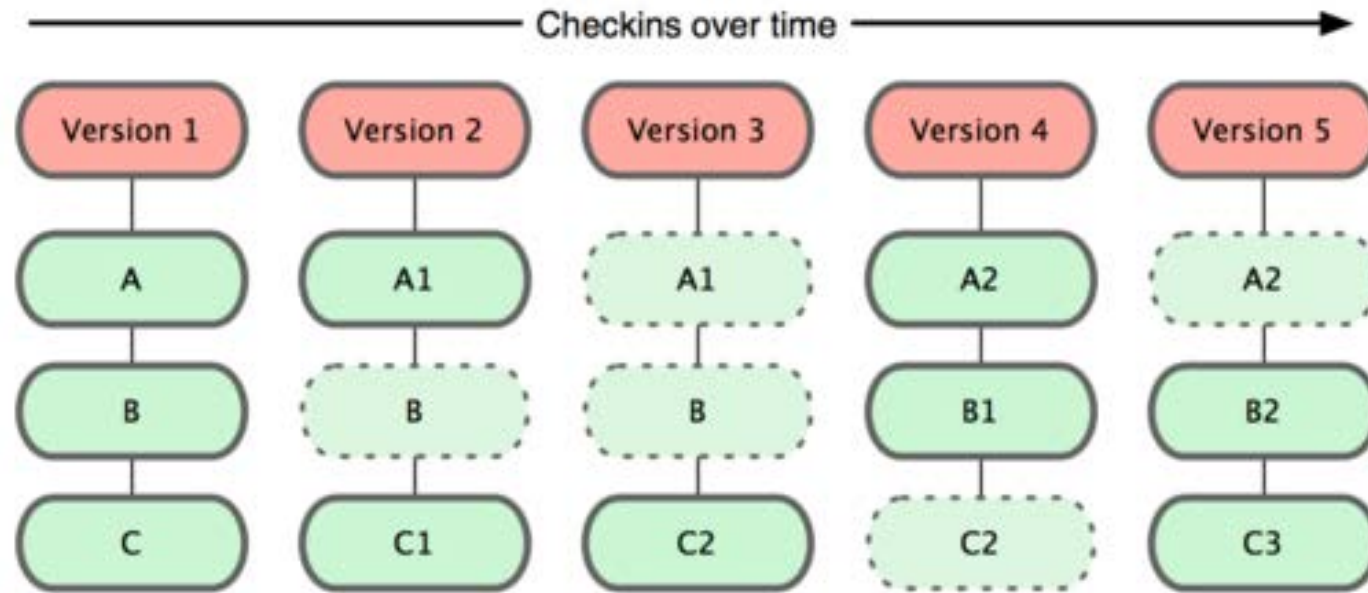 Checkins over time
Version 1 Version 2 Version 3 Version 4 Version 5
A A1 A1 A2 A2
B B B B1 B2
C C1 C2 C2 C3